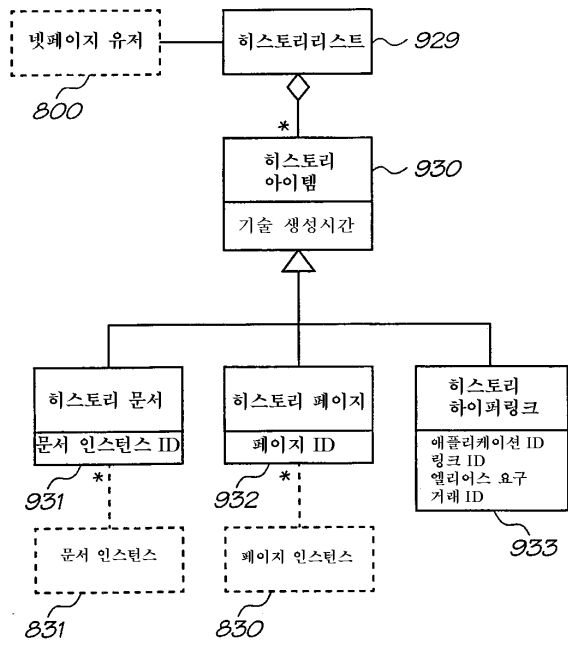 넷페이지 유저
800
히스토리리스트
929
*
히스토리
아이템
930
기술 생성시간
히스토리 문서
문서 인스턴스 ID
931
*
문서 인스턴스
831
히스토리 페이지
페이지 ID
932
*
페이지 인스턴스
830
히스토리
하이퍼링크
애플리케이션 ID
링크 ID
엘리어스 요구
거래 ID
933